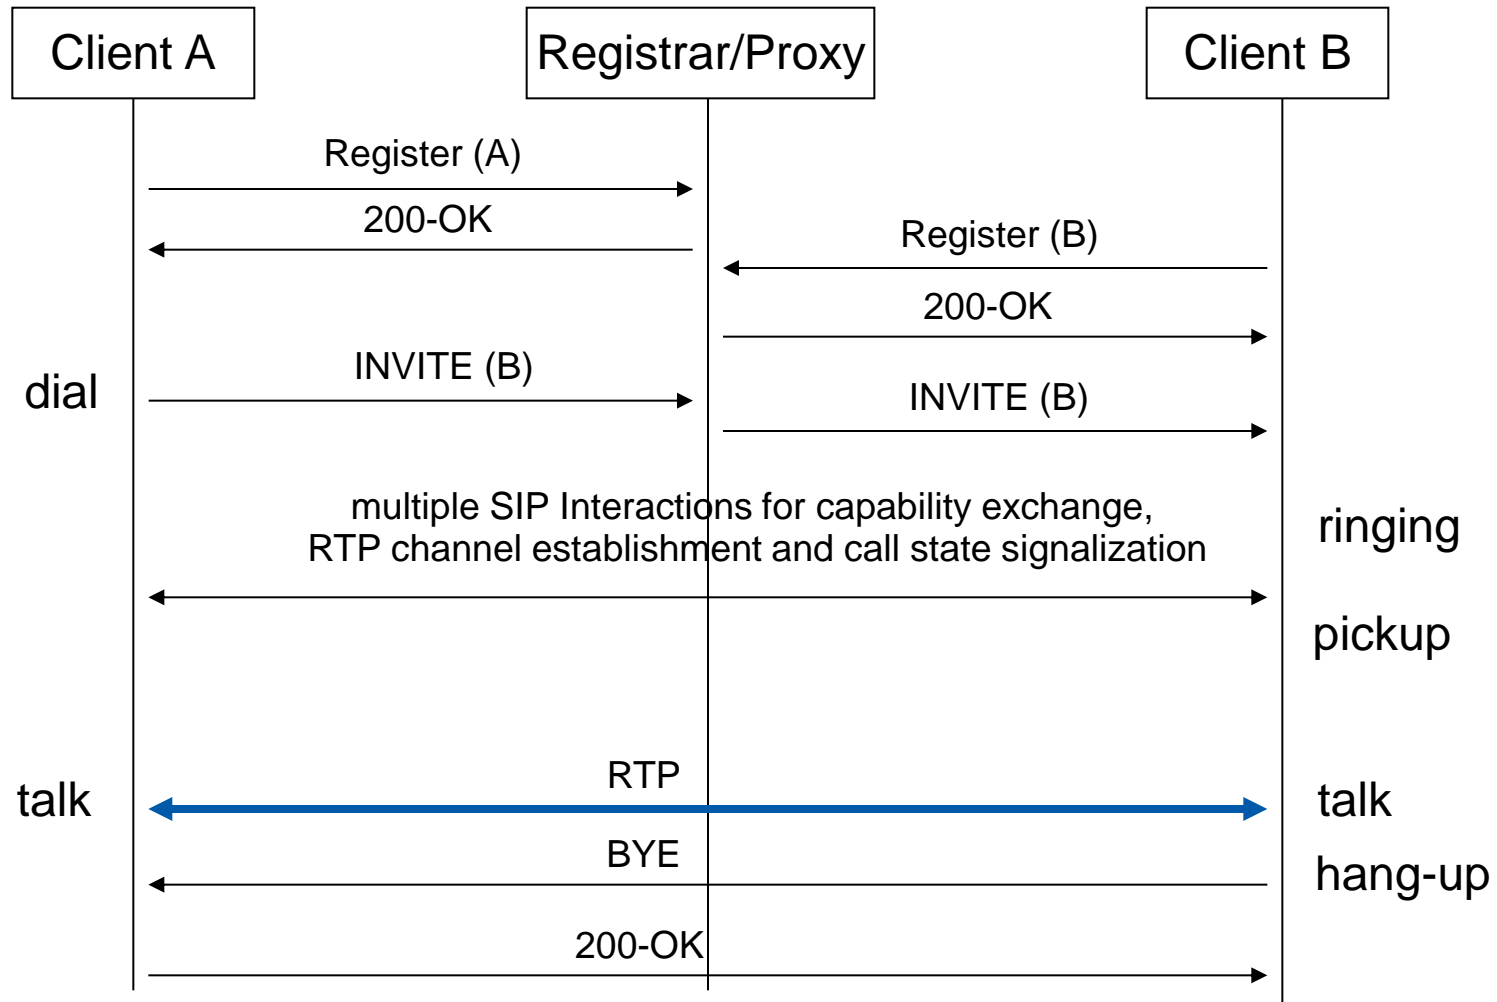 Client A
Registrar/Proxy
Client B
Register (A)
200-OK
Register (B)
200-OK
dial
INVITE (B)
INVITE (B)
multiple SIP Interactions for capability exchange,
RTP channel establishment and call state signalization
ringing
pickup
talk
RTP
talk
BYE
hang-up
200-OK